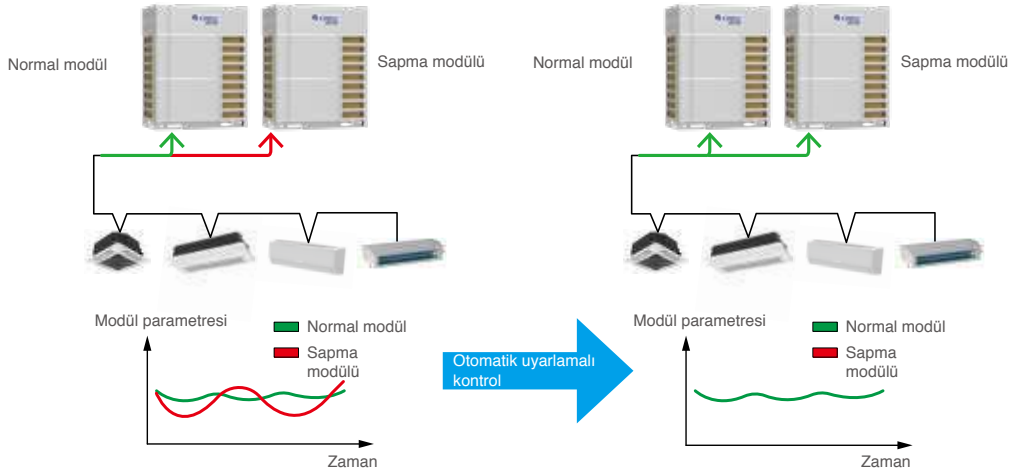 Normal modül
Sapma modülü
Normal modül
Sapma modülü
Modül parametresi
Normal modül
Sapma
modülü
Zaman
Otomatik uyarlamalı
kontrol
Modül parametresi
Normal modül
Sapma
modülü
Zaman